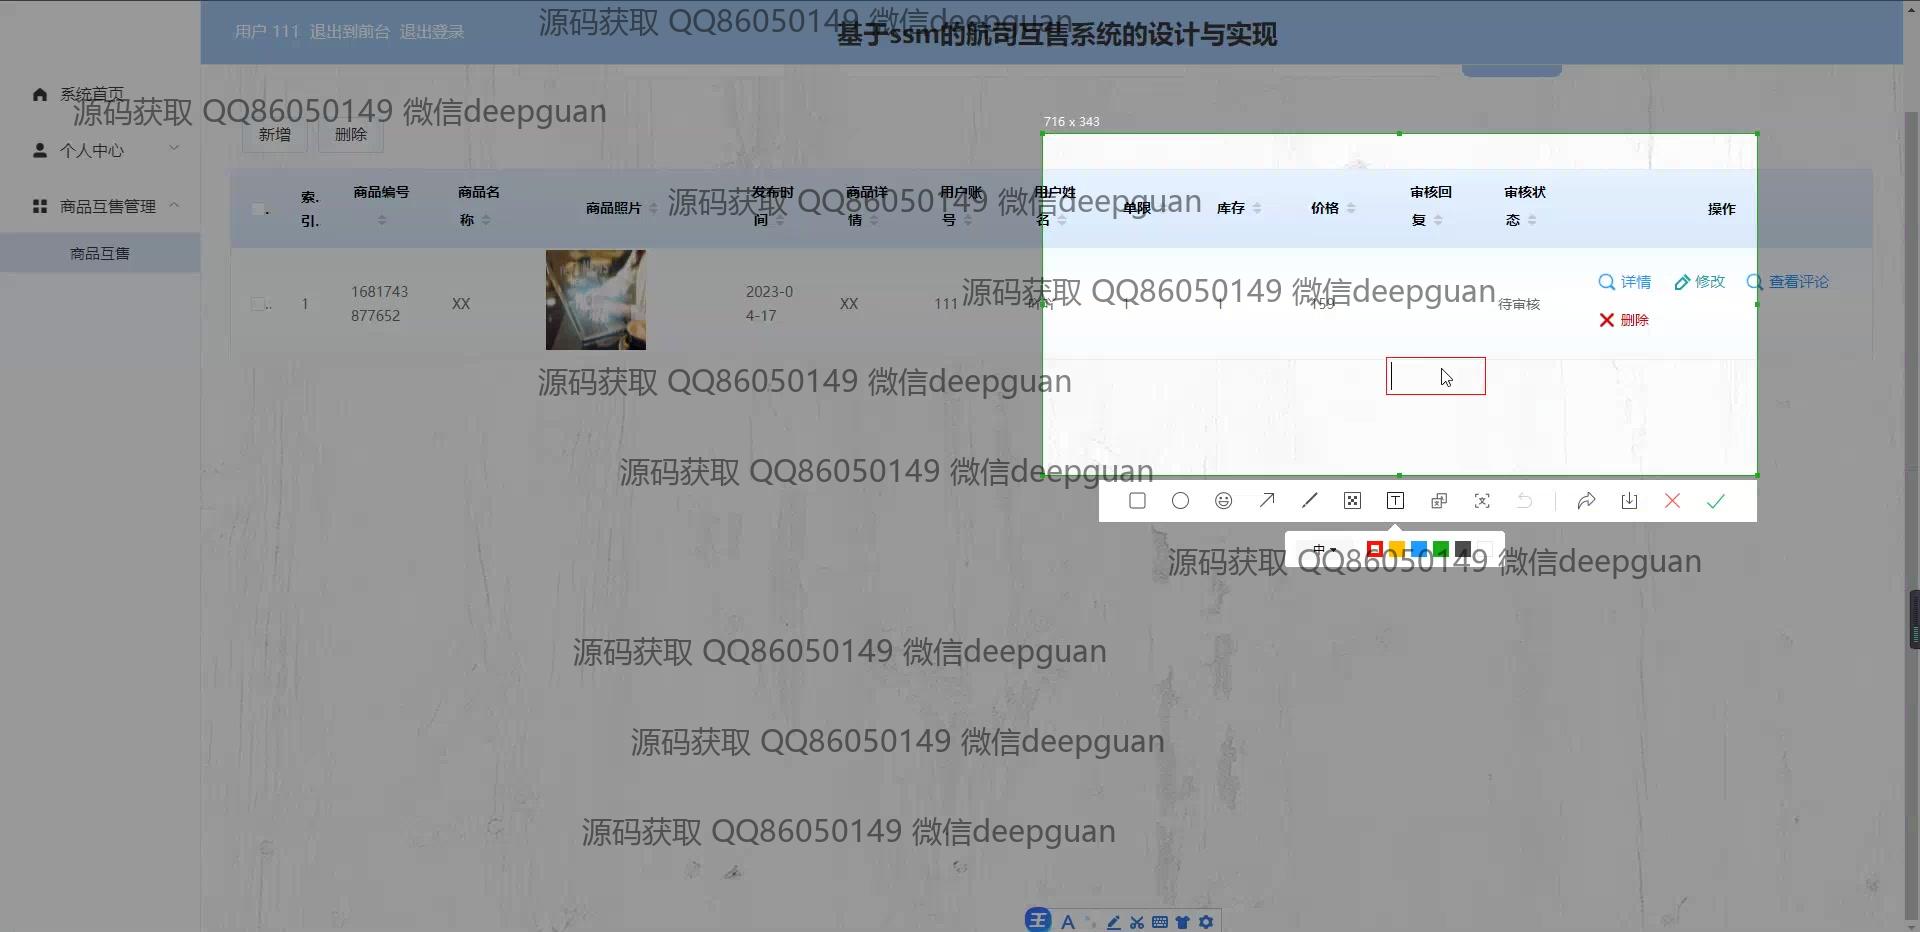 用户 111 退出到前台 退出登录
源码获取 QQ86050149 微信deepguan
基于ssm的航司互售系统的设计与实现
系统首页
源码获取 QQ86050149 微信deepguan
个人中心
商品互售管理
商品互售
新增 删除
716 x 343
索. 引. 商品编号 商品名称 商品照片 发布时间 商品详情 用户账号 用户姓名 单限 库存 价格 审核回复 审核状态 操作
源码获取 QQ86050149 微信deepguan
1 1681743877652 XX 2023-04-17 XX 111 1 1 159 待审核 详情 修改 查看评论
删除
源码获取 QQ86050149 微信deepguan
源码获取 QQ86050149 微信deepguan
源码获取 QQ86050149 微信deepguan
中
源码获取 QQ86050149 微信deepguan
源码获取 QQ86050149 微信deepguan
源码获取 QQ86050149 微信deepguan
源码获取 QQ86050149 微信deepguan
王 A